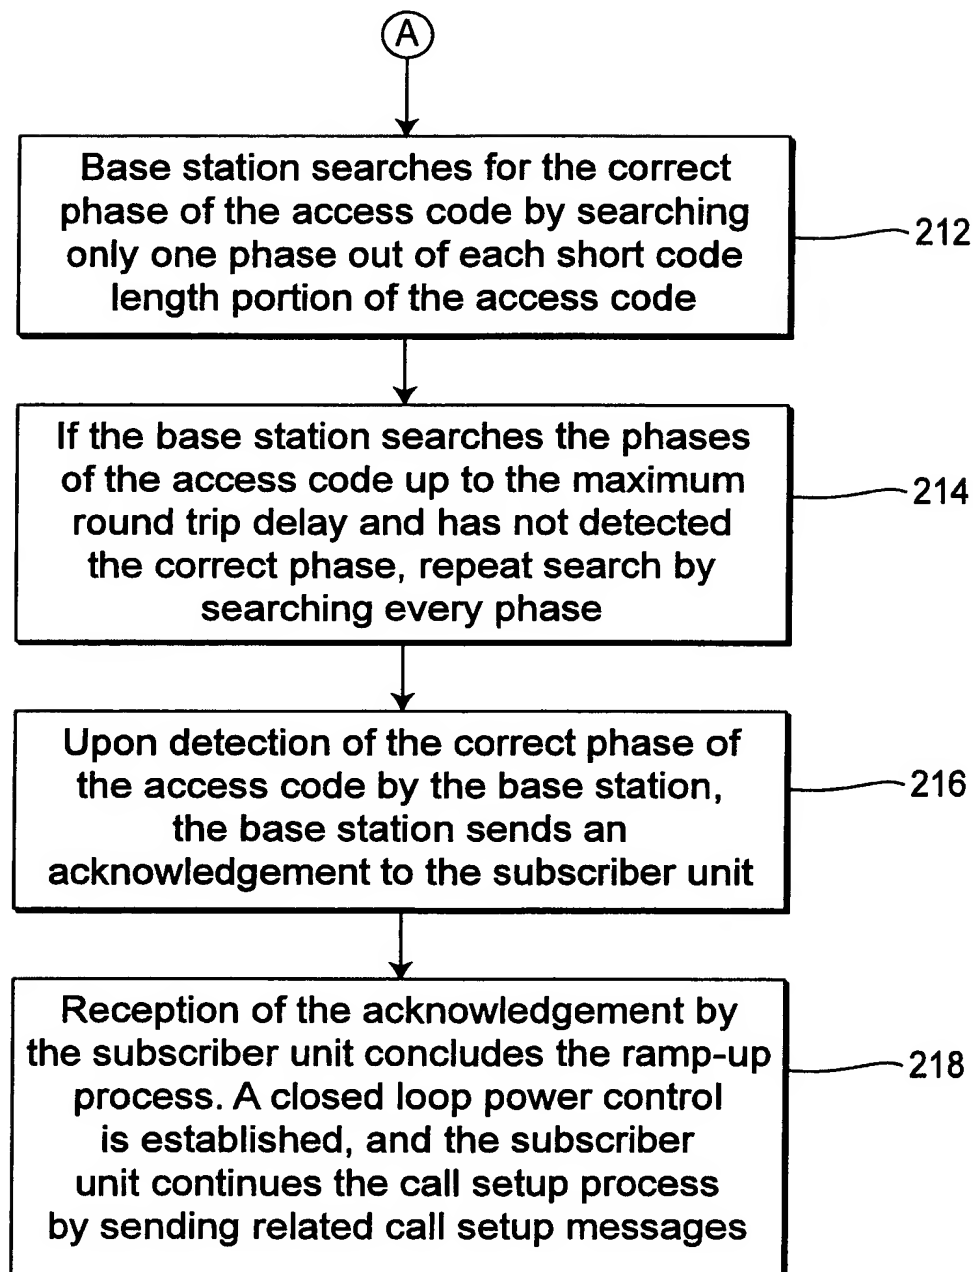 A
Base station searches for the correct
phase of the access code by searching
only one phase out of each short code
length portion of the access code
212
If the base station searches the phases
of the access code up to the maximum
round trip delay and has not detected
the correct phase, repeat search by
searching every phase
214
Upon detection of the correct phase of
the access code by the base station,
the base station sends an
acknowledgement to the subscriber unit
216
Reception of the acknowledgement by
the subscriber unit concludes the ramp-up
process. A closed loop power control
is established, and the subscriber
unit continues the call setup process
by sending related call setup messages
218